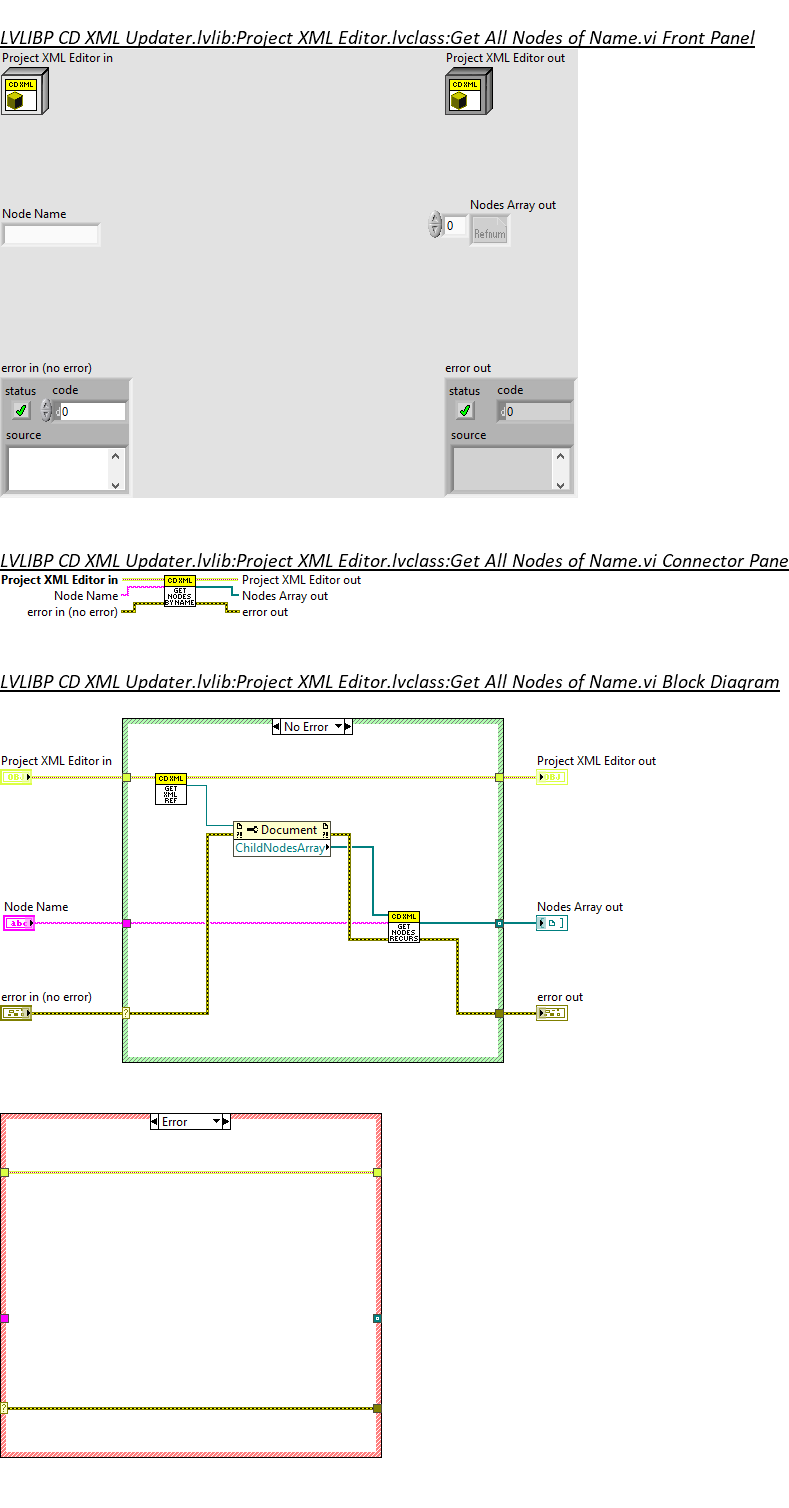 LVLIBP CD XML Updater.lvlib:Project XML Editor.lvclass:Get All Nodes of Name.vi Front Panel
Project XML Editor in
Project XML Editor out
CD XML
CD XML
Node Name
Nodes Array out
0
Refnum
error in (no error)
error out
status code
status code
d 0
d 0
source
source
LVLIBP CD XML Updater.lvlib:Project XML Editor.lvclass:Get All Nodes of Name.vi Connector Pane
Project XML Editor in
CD XML
Project XML Editor out
Node Name
GET
NODES
BY NAME
Nodes Array out
error in (no error)
error out
LVLIBP CD XML Updater.lvlib:Project XML Editor.lvclass:Get All Nodes of Name.vi Block Diagram
No Error
Project XML Editor in
Project XML Editor out
OBJ
OBJ
CD XML
GET
XML
REF
Document
ChildNodesArray
Node Name
Nodes Array out
abc
CD XML
GET
NODES
RECURS
error in (no error)
error out
?
Error
?